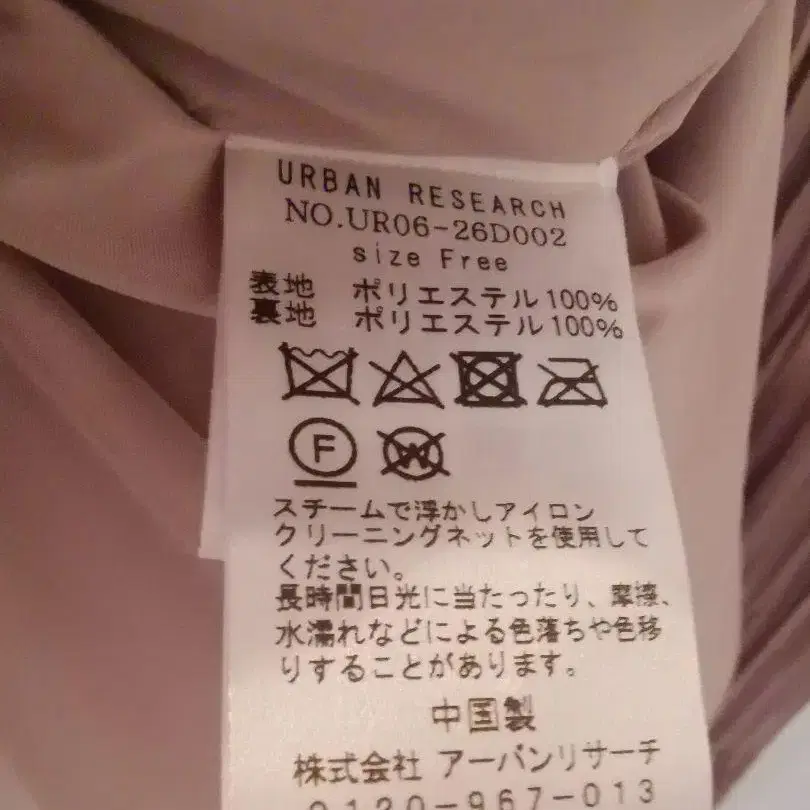 URBAN RESEARCH
NO.UR06-26D002
size Free
表地 ポリエステル100%
裏地 ポリエステル100%
F W
スチームで浮かしアイロン
クリーニングネットを使用して
ください。
長時間日光に当たったり、摩擦、
水濡れなどによる色落ちや色移
りすることがあります。
中国製
株式会社 アーバンリサーチ
0120-967-013